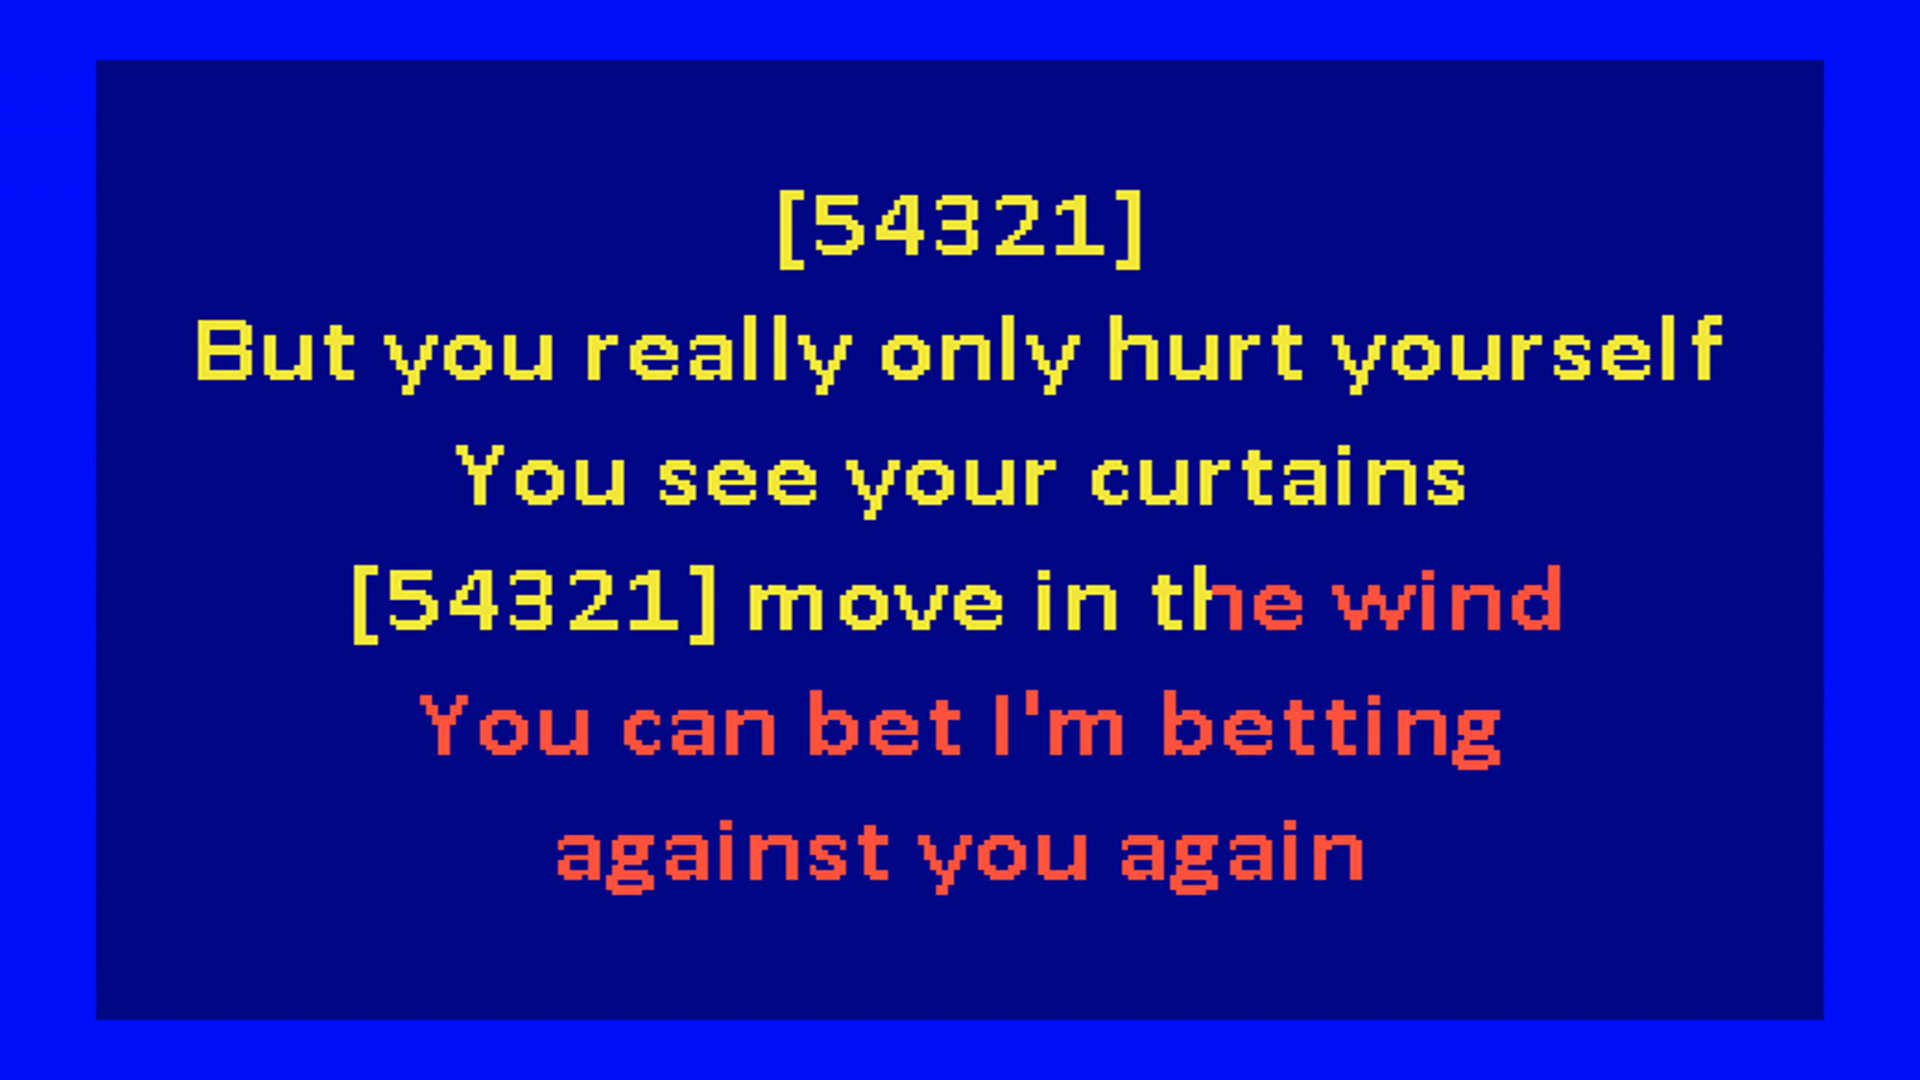 [54321]
But you really only hurt yourself
You see your curtains
[54321] move in the wind
You can bet I'm betting
against you again